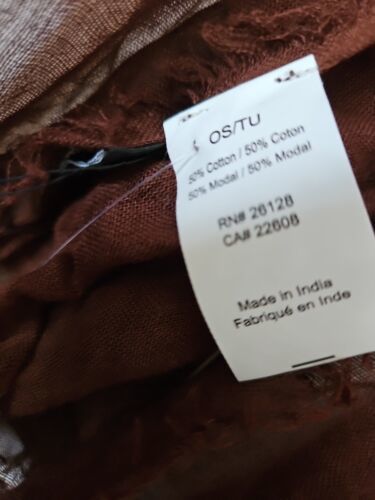 OS/TU
50% Cotton / 50% Coton
50% Modal / 50% Modal
RN# 26128
CA# 22608
Made in India
Fabriqué en Inde